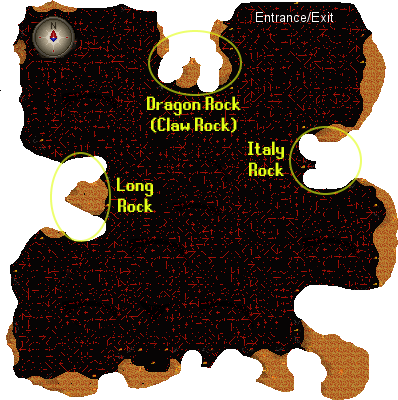 N
Entrance/Exit
Dragon Rock
(Claw Rock)
Italy
Rock
Long
Rock